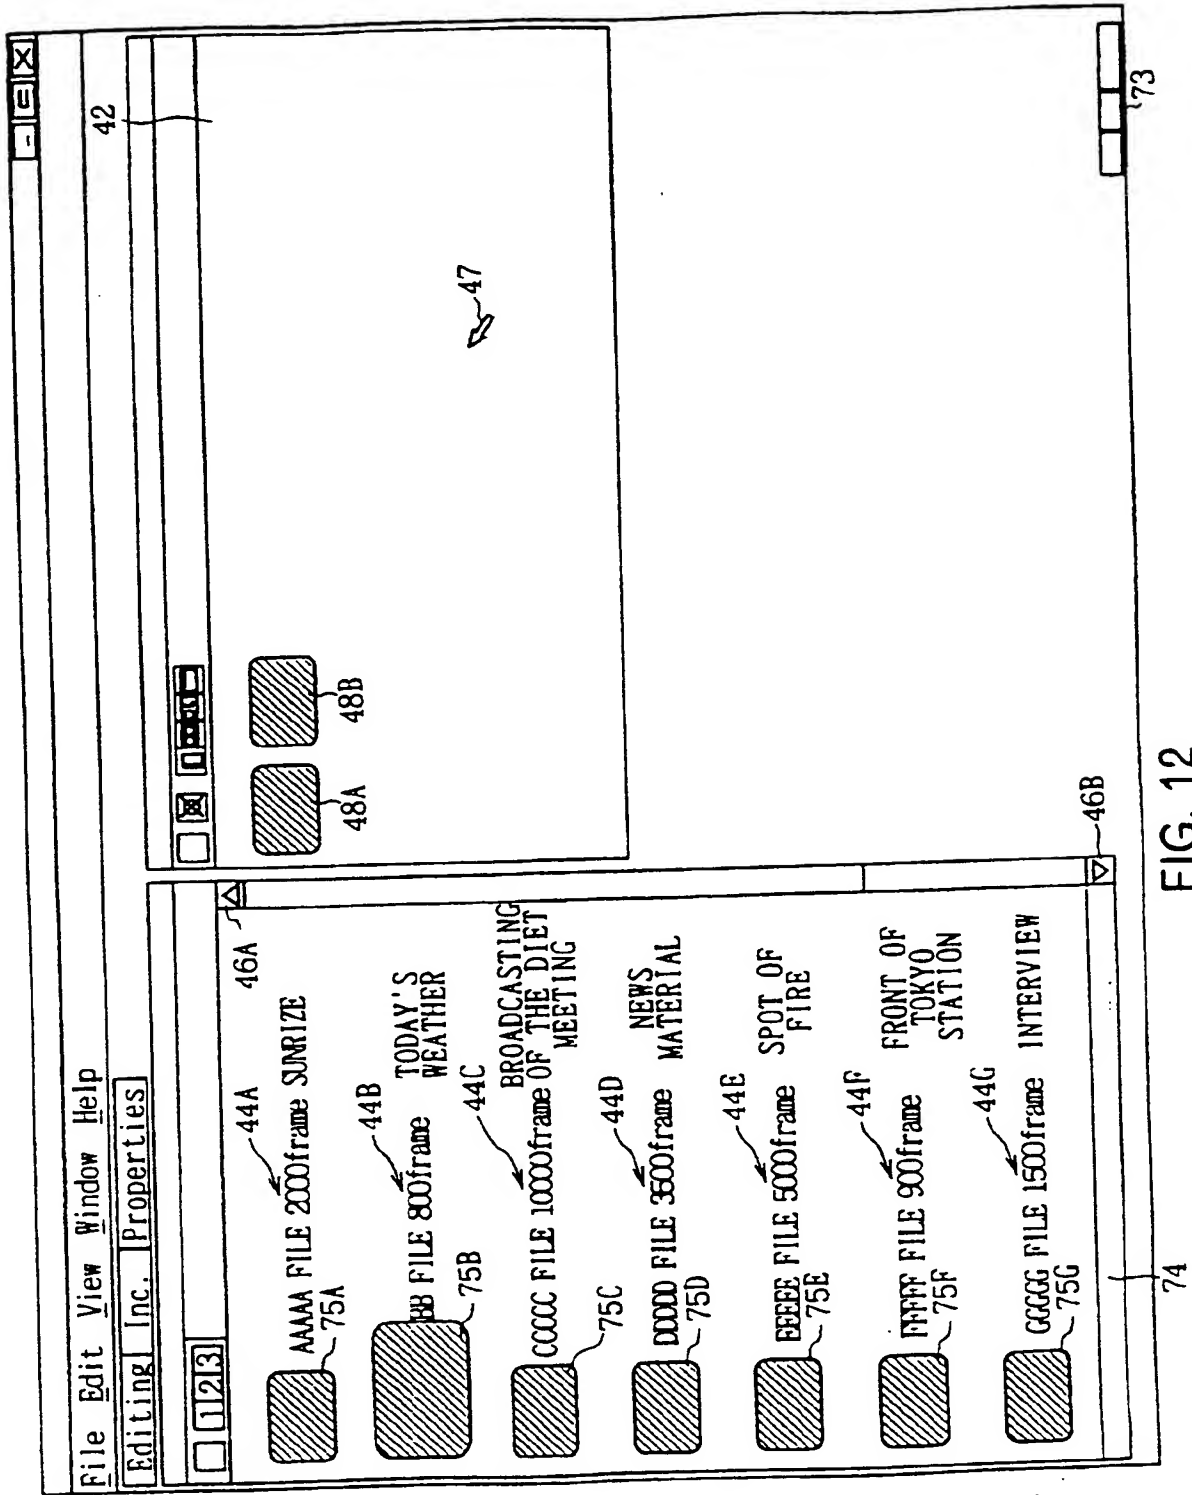 File Edit View Window Help
Editing Inc. Properties
1 2 3
42
46A
44A
AAAAA FILE 2000frame SUNRIZE
75A
44B
BB FILE 800frame TODAY'S
WEATHER
75B
44C
BROADCASTING
CCCCC FILE 10000frame OF THE DIET
MEETING
75C
44D
DDDDD FILE 3500frame NEWS
MATERIAL
75D
44E
EEEEE FILE 5000frame SPOT OF
FIRE
75E
44F
FFFFF FILE 900frame FRONT OF
TOKYO
STATION
75F
44G
GGGGG FILE 1500frame INTERVIEW
75G
46B
48A
48B
47
74
73
FIG. 12